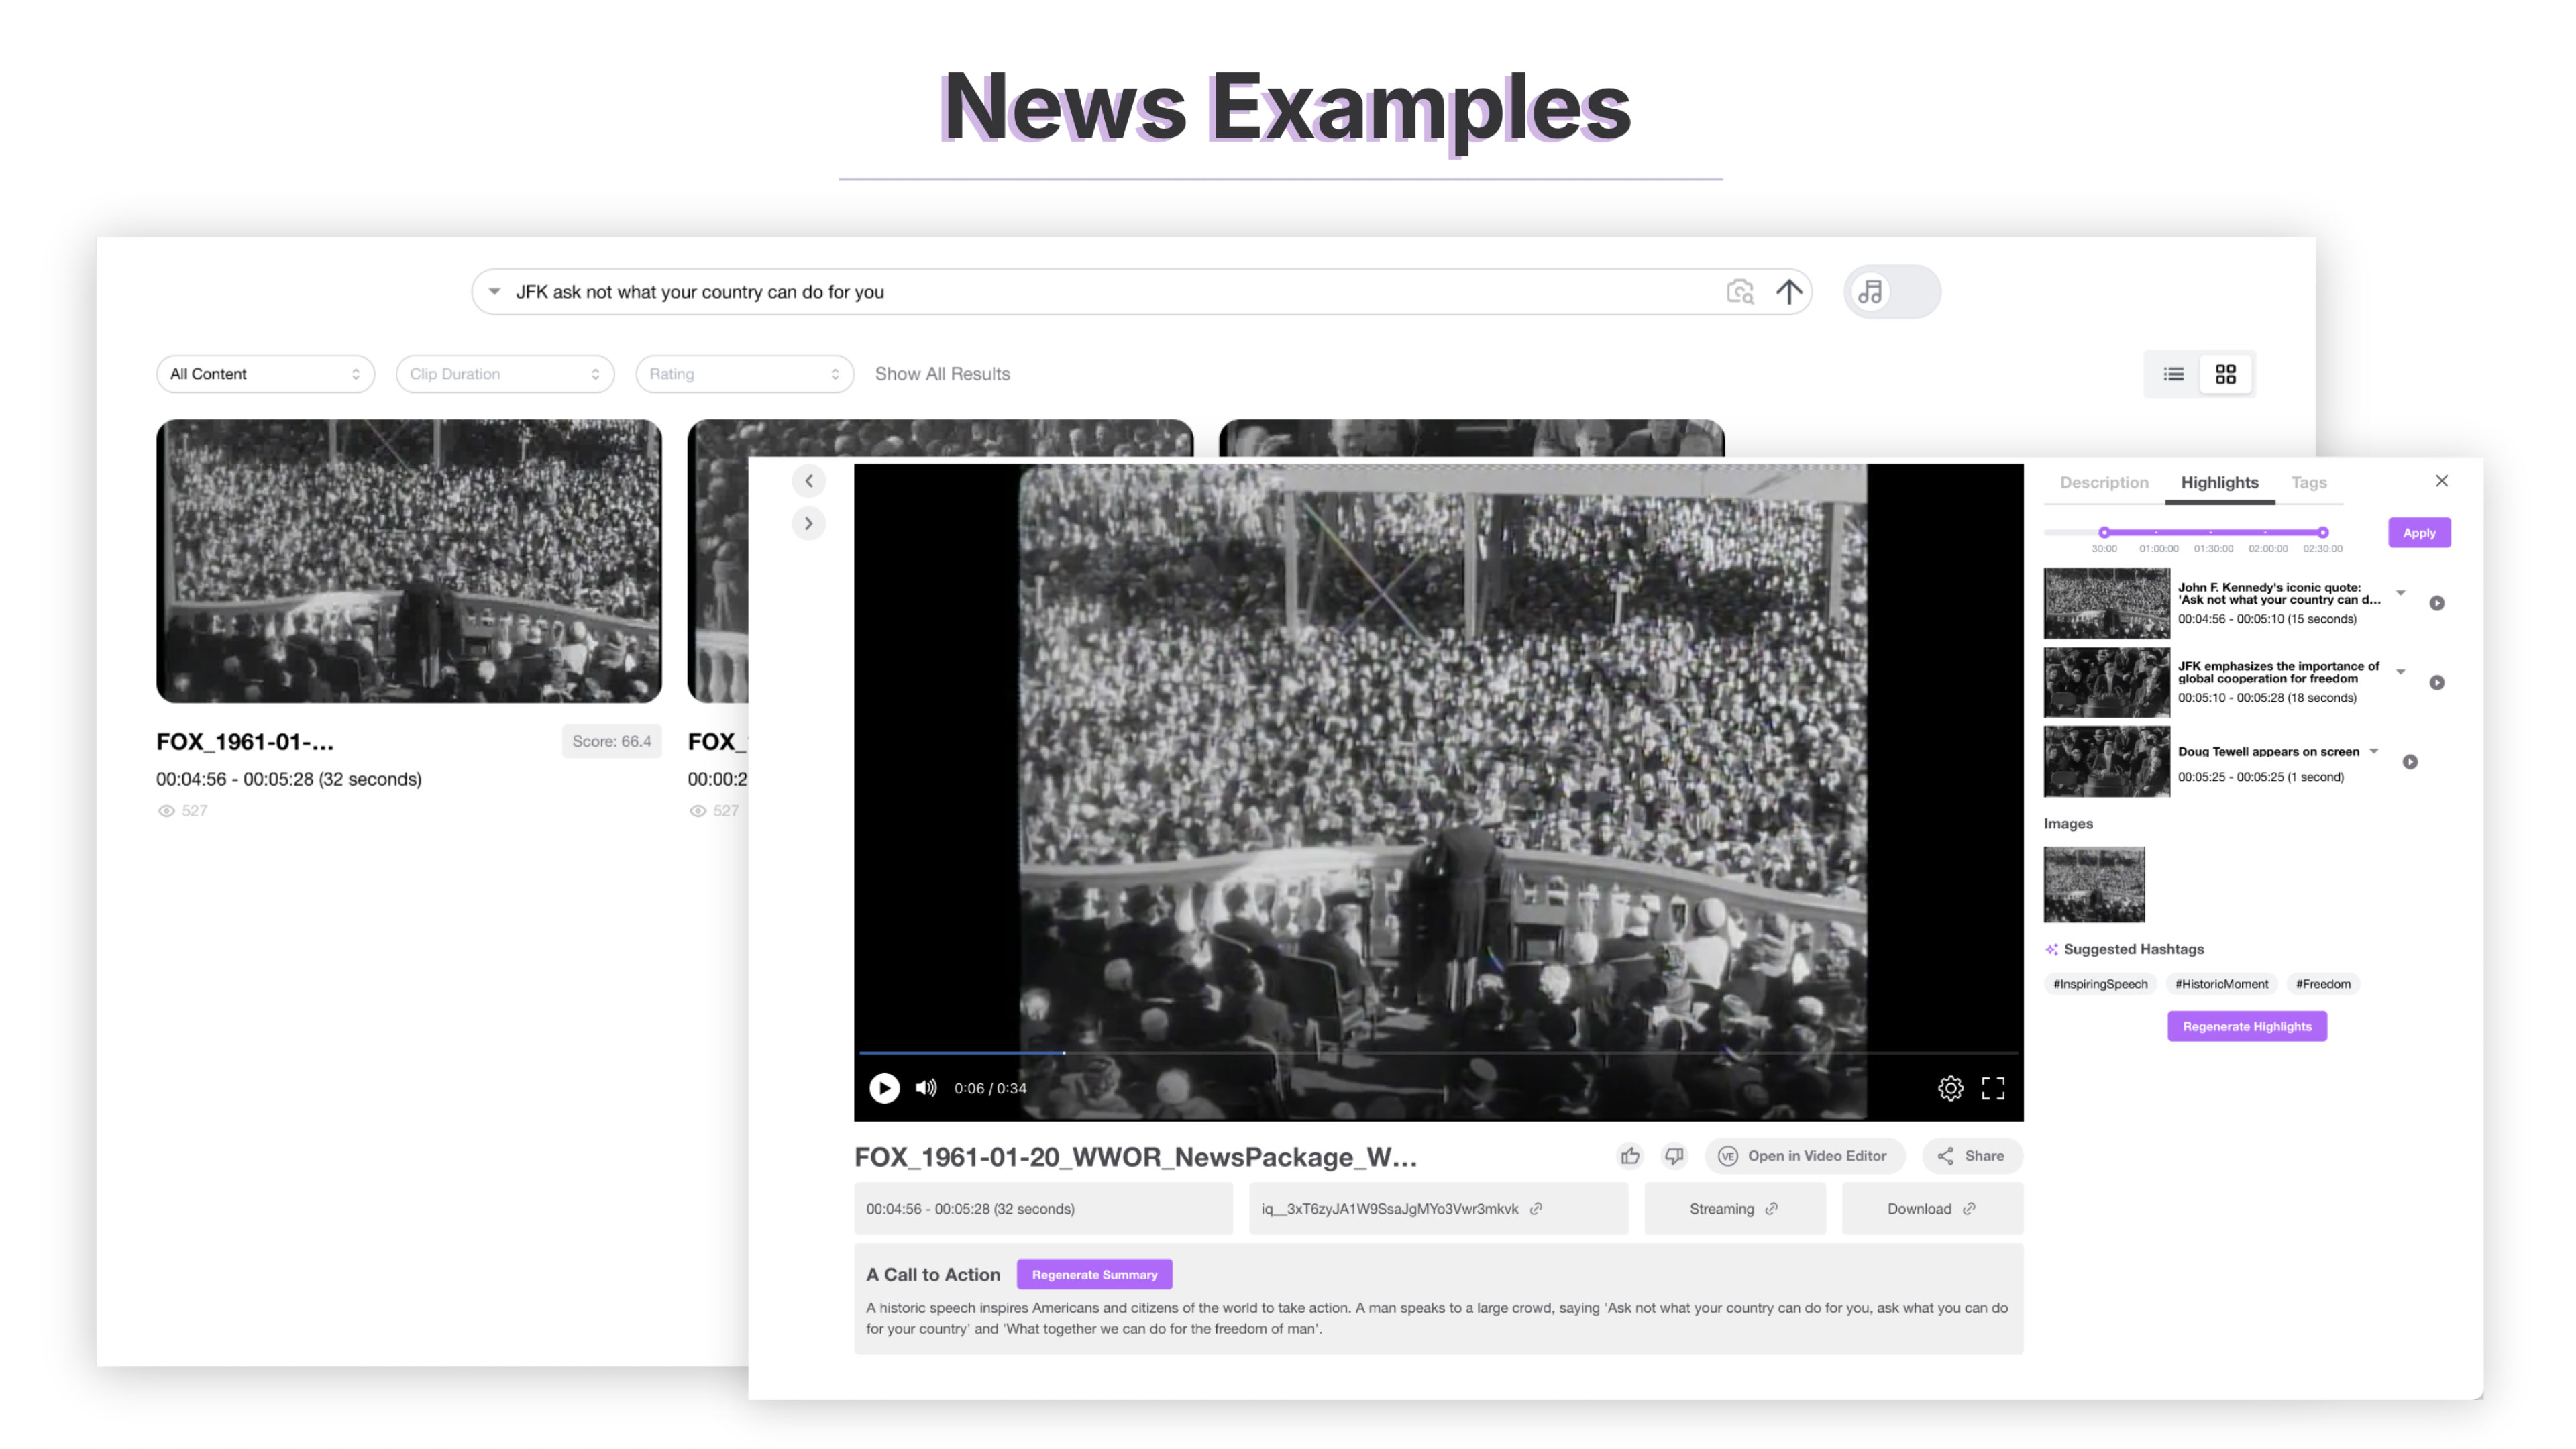 News Examples
JFK ask not what your country can do for you
All Content
Clip Duration
Rating
Show All Results
FOX_1961-01-...
Score: 66.4
00:04:56 - 00:05:28 (32 seconds)
527
FOX_
00:00:2
527
Description
Highlights
Tags
30:00
01:00:00
01:30:00
02:00:00
02:30:00
Apply
John F. Kennedy's iconic quote:
'Ask not what your country can d...
00:04:56 - 00:05:10 (15 seconds)
JFK emphasizes the importance of
global cooperation for freedom
00:05:10 - 00:05:28 (18 seconds)
Doug Tewell appears on screen
00:05:25 - 00:05:25 (1 second)
Images
Suggested Hashtags
#InspiringSpeech
#HistoricMoment
#Freedom
Regenerate Highlights
0:06 / 0:34
FOX_1961-01-20_WWOR_NewsPackage_W...
VE
Open in Video Editor
Share
00:04:56 - 00:05:28 (32 seconds)
iq__3xT6zyJA1W9SsaJgMYo3Vwr3mkvk
Streaming
Download
A Call to Action
Regenerate Summary
A historic speech inspires Americans and citizens of the world to take action. A man speaks to a large crowd, saying 'Ask not what your country can do for you, ask what you can do
for your country' and 'What together we can do for the freedom of man'.